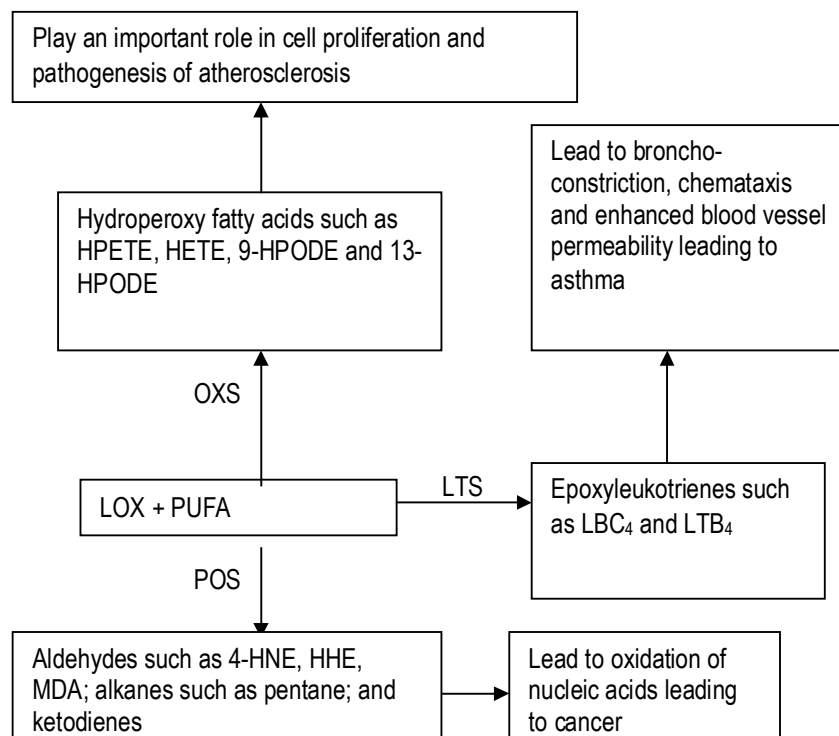 Play an important role in cell proliferation and
pathogenesis of atherosclerosis
Lead to broncho-
constriction, chemataxis
and enhanced blood vessel
permeability leading to
asthma
Hydroperoxy fatty acids such as
HPETE, HETE, 9-HPODE and 13-
HPODE
OXS
LOX + PUFA
LTS
Epoxyleukotrienes such
as LBC₄ and LTB₄
POS
Aldehydes such as 4-HNE, HHE,
MDA; alkanes such as pentane; and
ketodienes
Lead to oxidation of
nucleic acids leading
to cancer